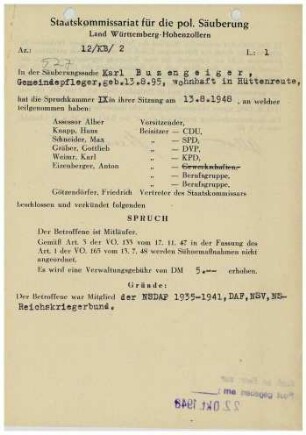 Staatskommissariat für die pol. Säuberung
Land Württemberg-Hohenzollern
Az.: 12/KB/ 2 L.: 1
527
In der Säuberungssache Karl Buzengeiger,
Gemeindepfleger, geb.13.8.95, wohnhaft in Hüttenreute,
hat die Spruchkammer IX in ihrer Sitzung am 13.8.1948, an welcher
teilgenommen haben:
Assessor Alber Vorsitzender,
Knupp, Hans Beisitzer — CDU,
Schneider, Max „ — SPD,
Gräber, Gottlieb „ — DVP,
Weizel, Karl „ — KPD,
Eisenberger, Anton „ — Gewerkschaften,
„ — Berufsgruppe,
„ — Berufsgruppe,
Götzendörfer, Friedrich Vertreter des Staatskommissars
beschlossen und verkündet folgenden
SPRUCH
Der Betroffene ist Mitläufer.
Gemäß Art. 3 der VO. 133 vom 17. 11. 47 in der Fassung des
Art. 1 der VO. 165 vom 13. 7. 48 werden Sühnemaßnahmen nicht
angeordnet.
Es wird eine Verwaltungsgebühr von DM 5.-- erhoben.
Gründe:
Der Betroffene war Mitglied der NSDAP 1935-1941, DAF, NSV, NS-
Reichskriegerbund.
22. Okt. 1948